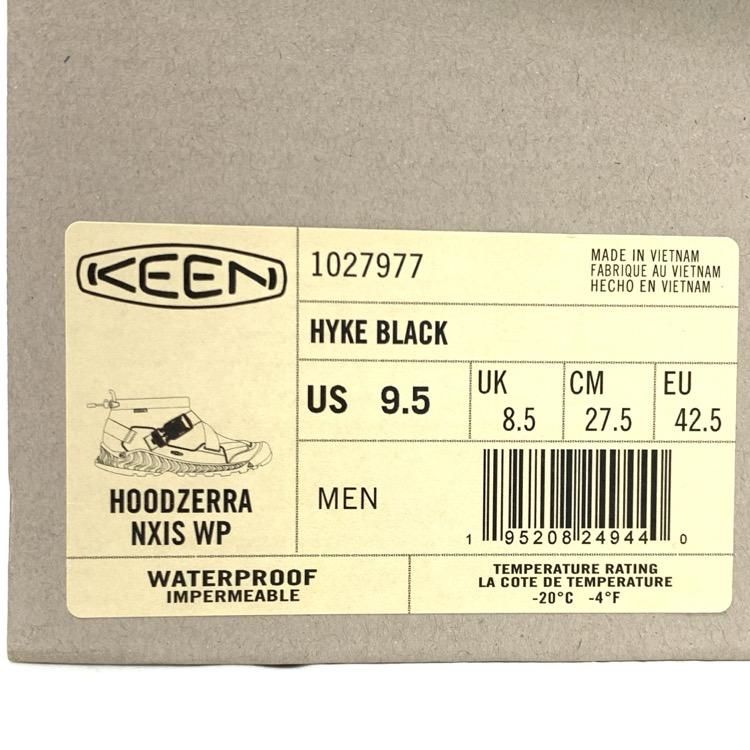 KEEN
1027977
MADE IN VIETNAM
FABRIQUE AU VIETNAM
HECHO EN VIETNAM
HYKE BLACK
US 9.5
UK 8.5
CM 27.5
EU 42.5
HOODZERRA
NXIS WP
MEN
1 95208 24944 0
WATERPROOF
IMPERMEABLE
TEMPERATURE RATING
LA COTE DE TEMPERATURE
-20°C -4°F